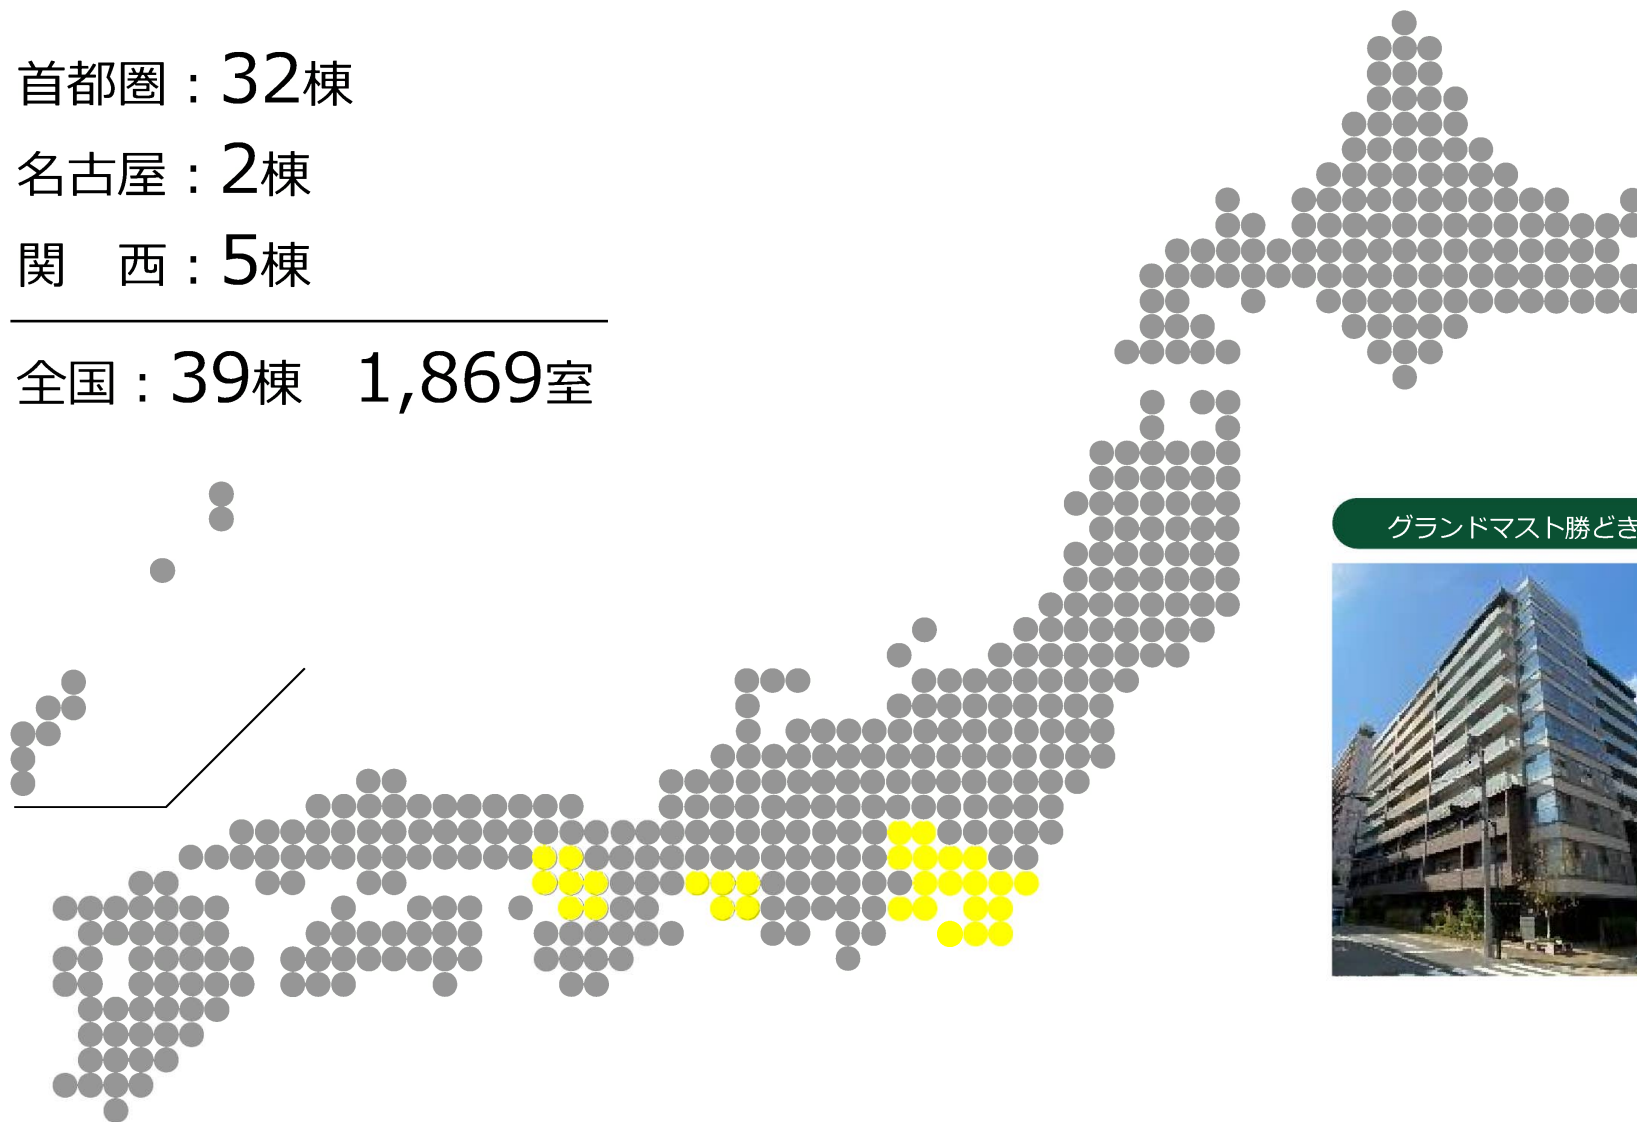 首都圏：32棟
名古屋：2棟
関　西：5棟
全国：39棟　1,869室
グランドマスト勝どき